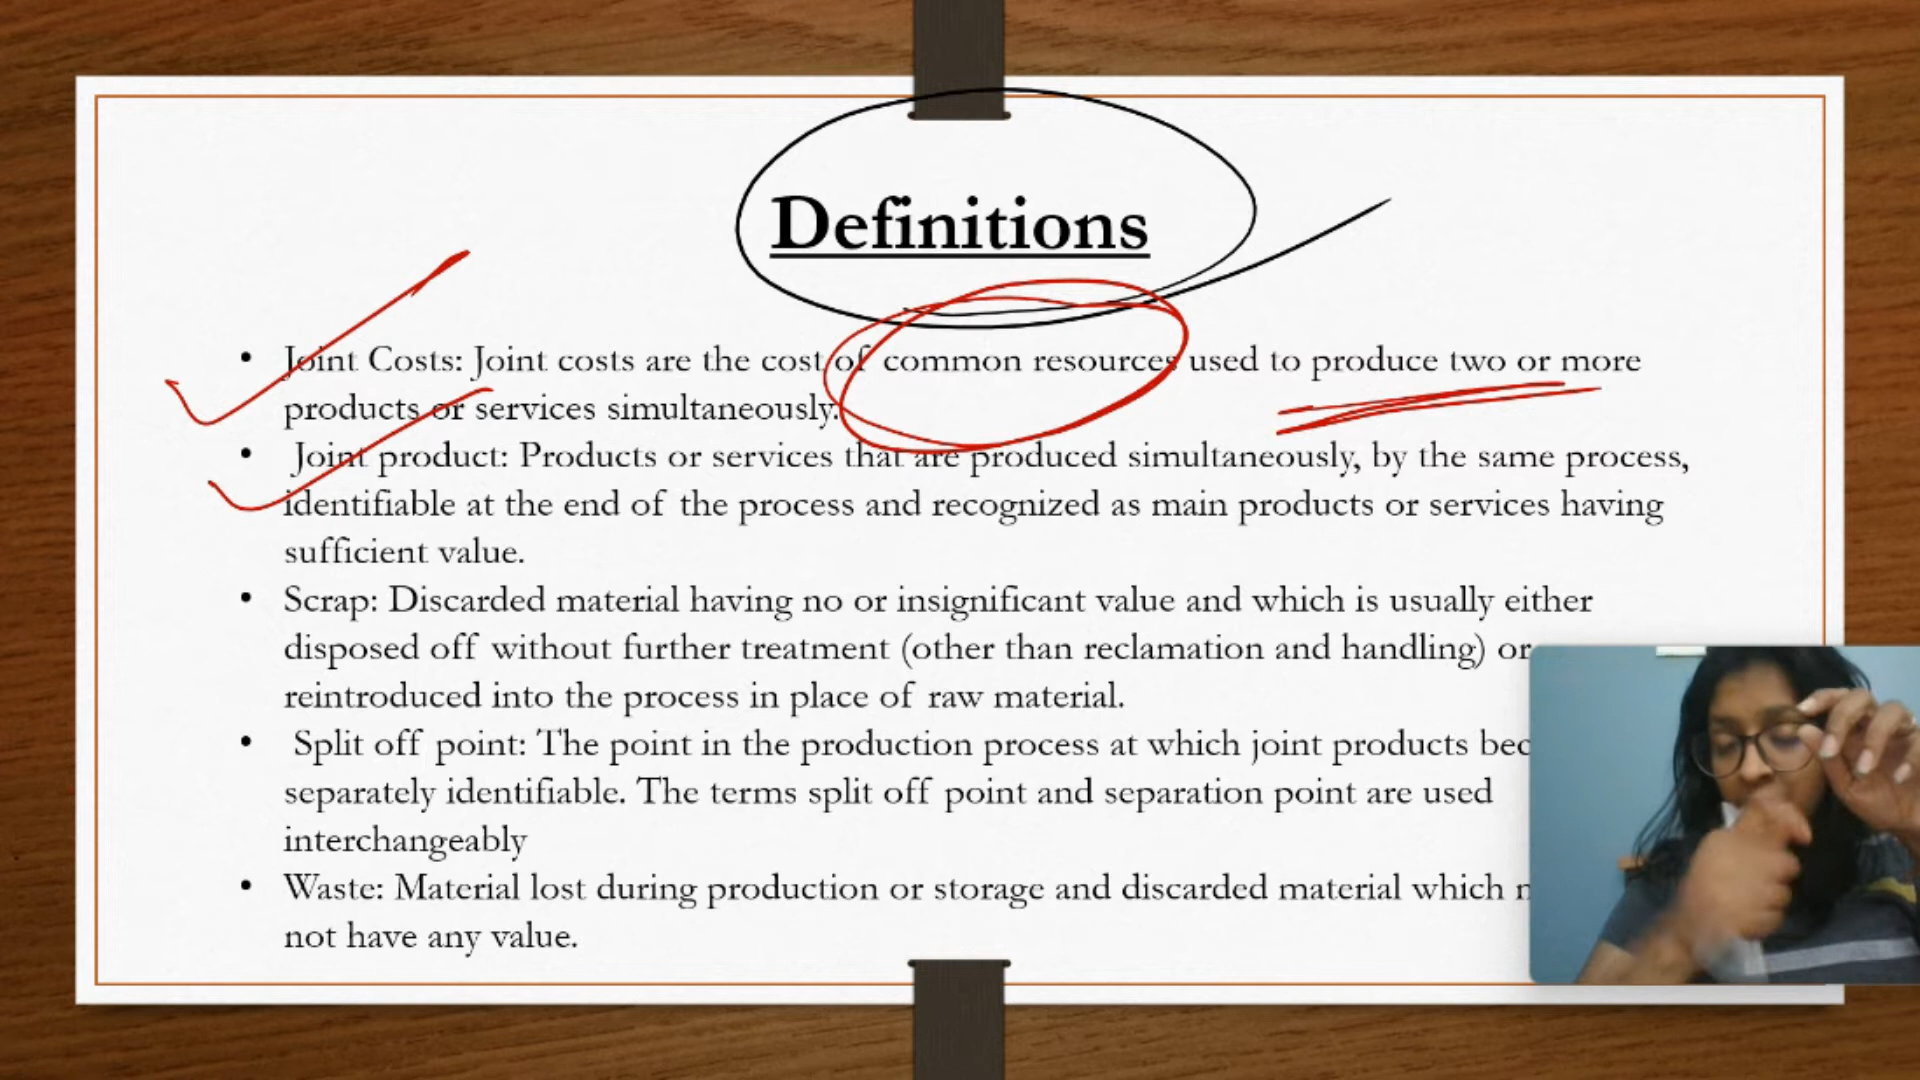 Definitions
• Joint Costs: Joint costs are the cost of common resources used to produce two or more
products or services simultaneously.
• Joint product: Products or services that are produced simultaneously, by the same process,
identifiable at the end of the process and recognized as main products or services having
sufficient value.
• Scrap: Discarded material having no or insignificant value and which is usually either
disposed off without further treatment (other than reclamation and handling) or
reintroduced into the process in place of raw material.
• Split off point: The point in the production process at which joint products
separately identifiable. The terms split off point and separation point are used
interchangeably
• Waste: Material lost during production or storage and discarded material which
not have any value.